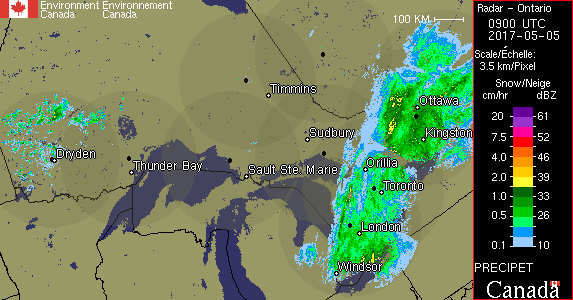 Environment Environnement
Canada Canada
100 KM
Timmins
Ottawa
Sudbury
Kingston
Dryden
Thunder Bay
Sault Ste. Marie
Orillia
Toronto
London
Windsor
Radar - Ontario
0900 UTC
2017-05-05
Scale/Échelle:
3.5 km/Pixel
Snow/Neige
cm/hr dBZ
20 61
7.5 52
4.0 46
2.0 39
1.0 33
0.5 26
0.1 10
PRECIPET
Canada